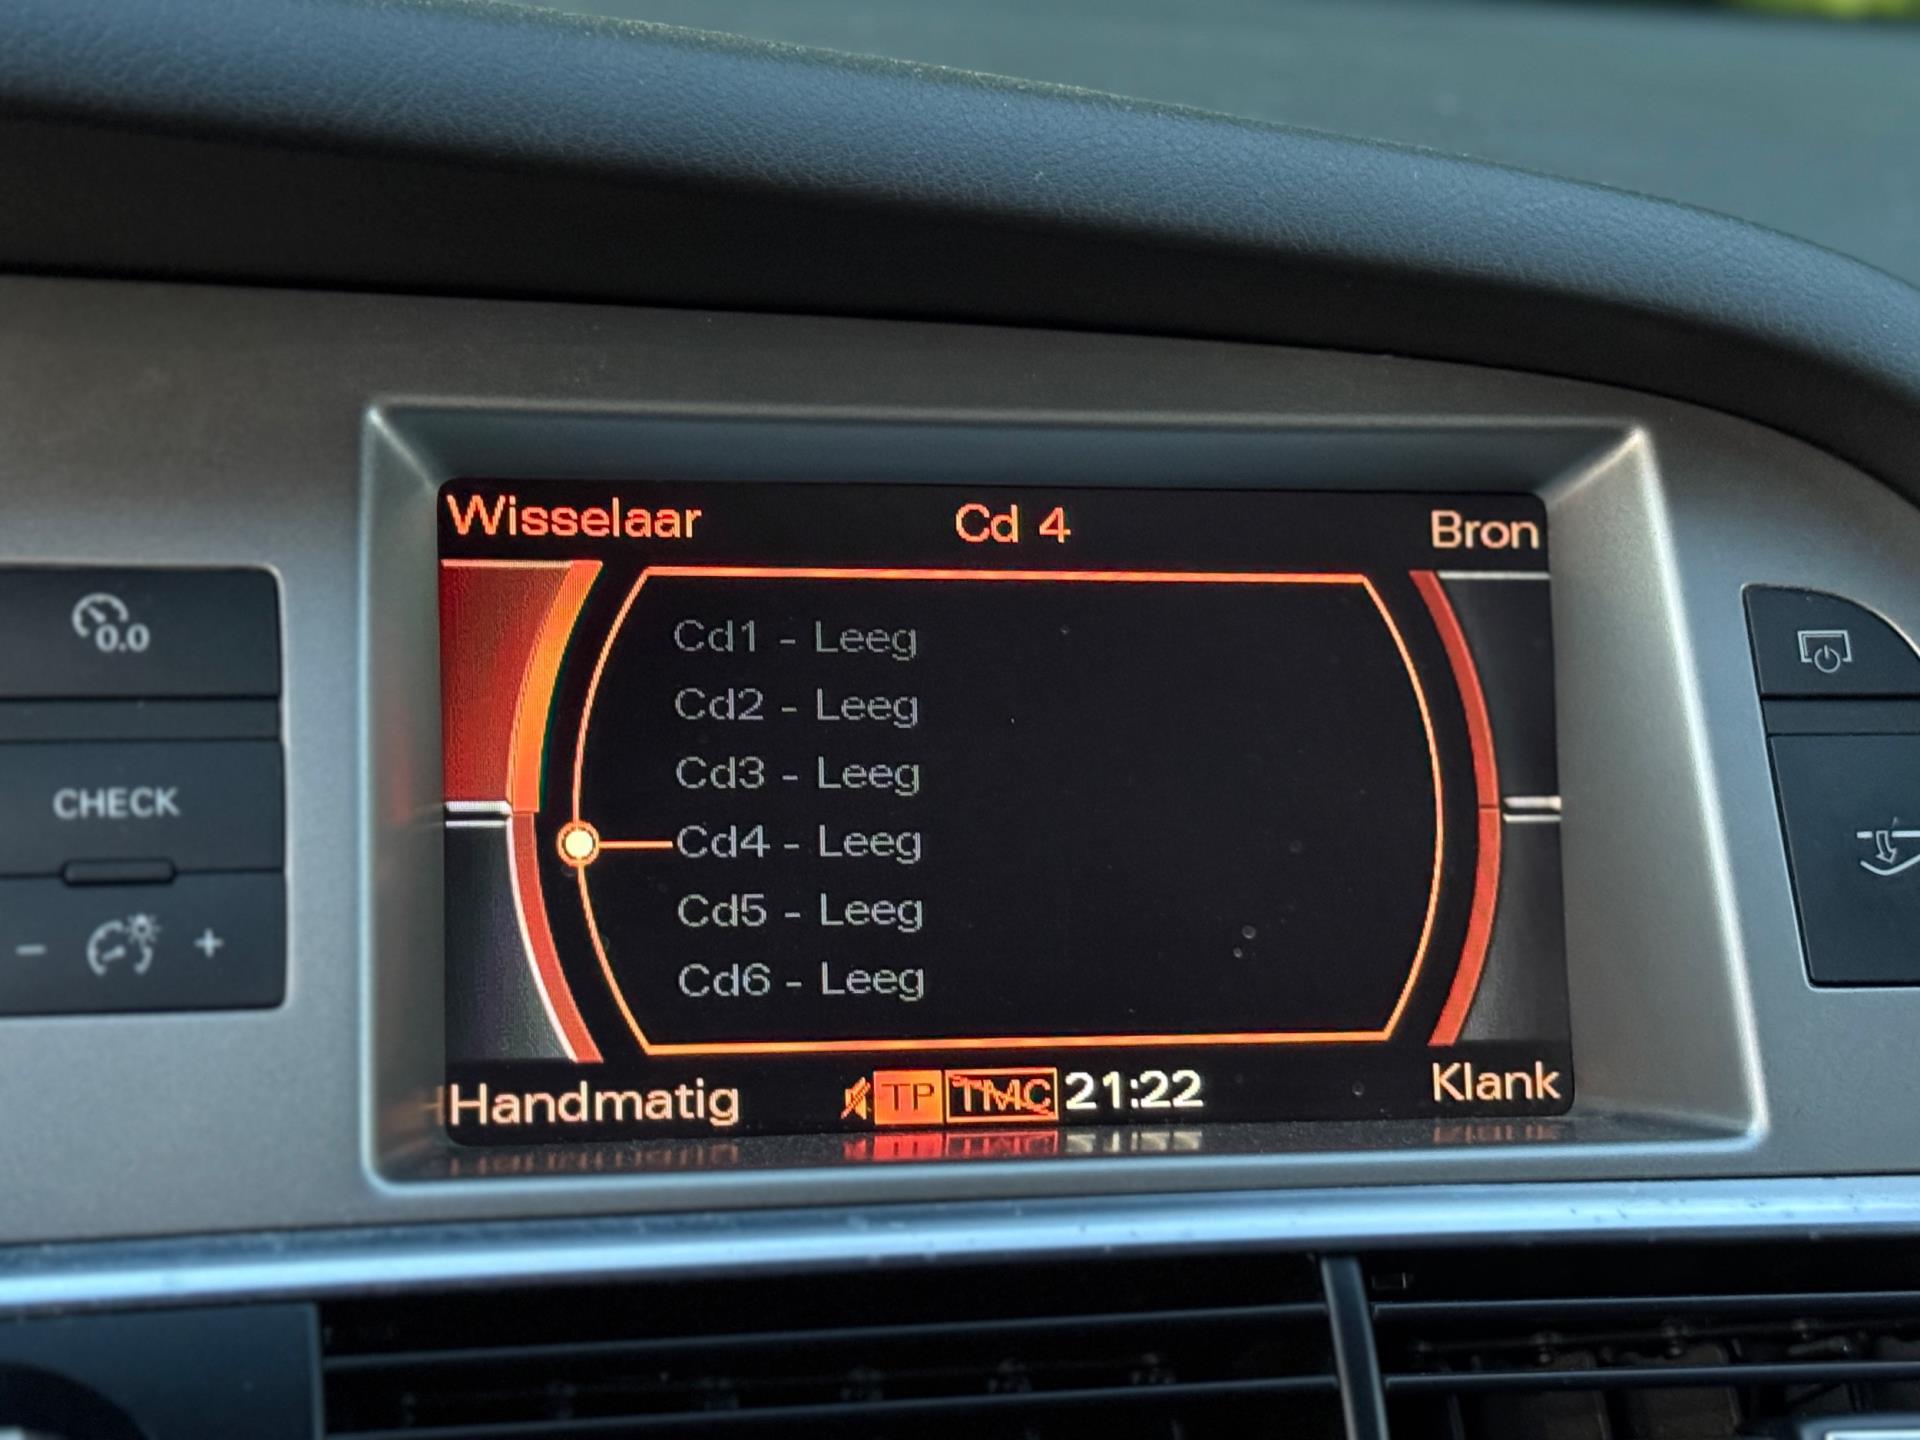 Wisselaar Cd 4 Bron
0.0
Cd1 - Leeg
Cd2 - Leeg
Cd3 - Leeg
CHECK
Cd4 - Leeg
Cd5 - Leeg
- +
Cd6 - Leeg
Handmatig TP TMC 21:22 Klank